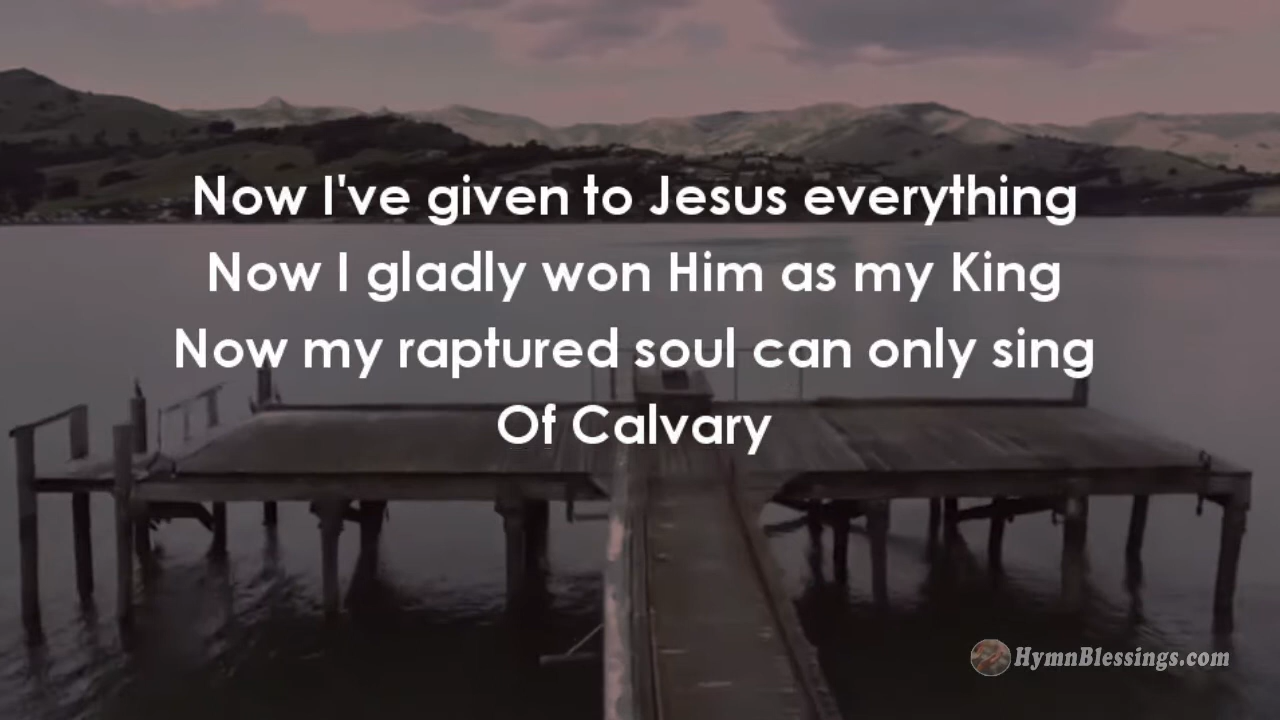 Now I've given to Jesus everything
Now I gladly won Him as my King
Now my raptured soul can only sing
Of Calvary
HymnBlessings.com